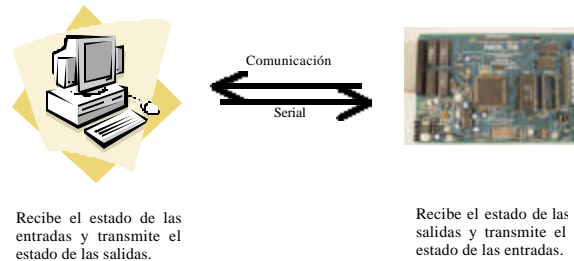 Comunicación
Serial
Recibe el estado de las
entradas y transmite el
estado de las salidas.
Recibe el estado de las
salidas y transmite el
estado de las entradas.